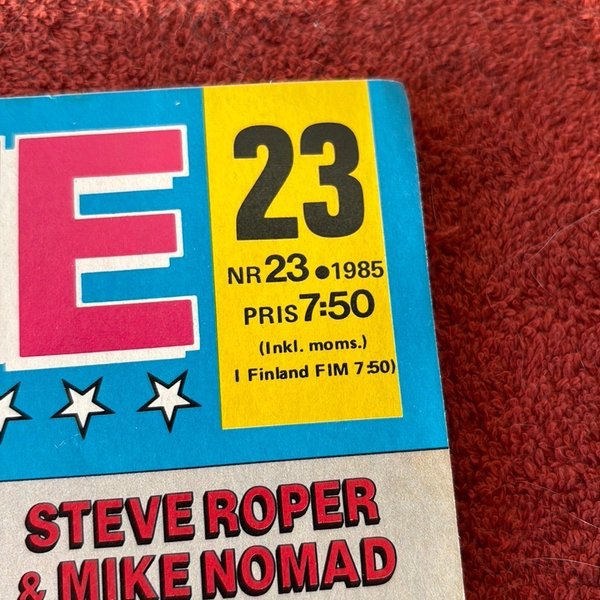 E
23
NR 23 • 1985
PRIS 7:50
(Inkl. moms.)
I Finland FIM 7:50)
STEVE ROPER
& MIKE NOMAD